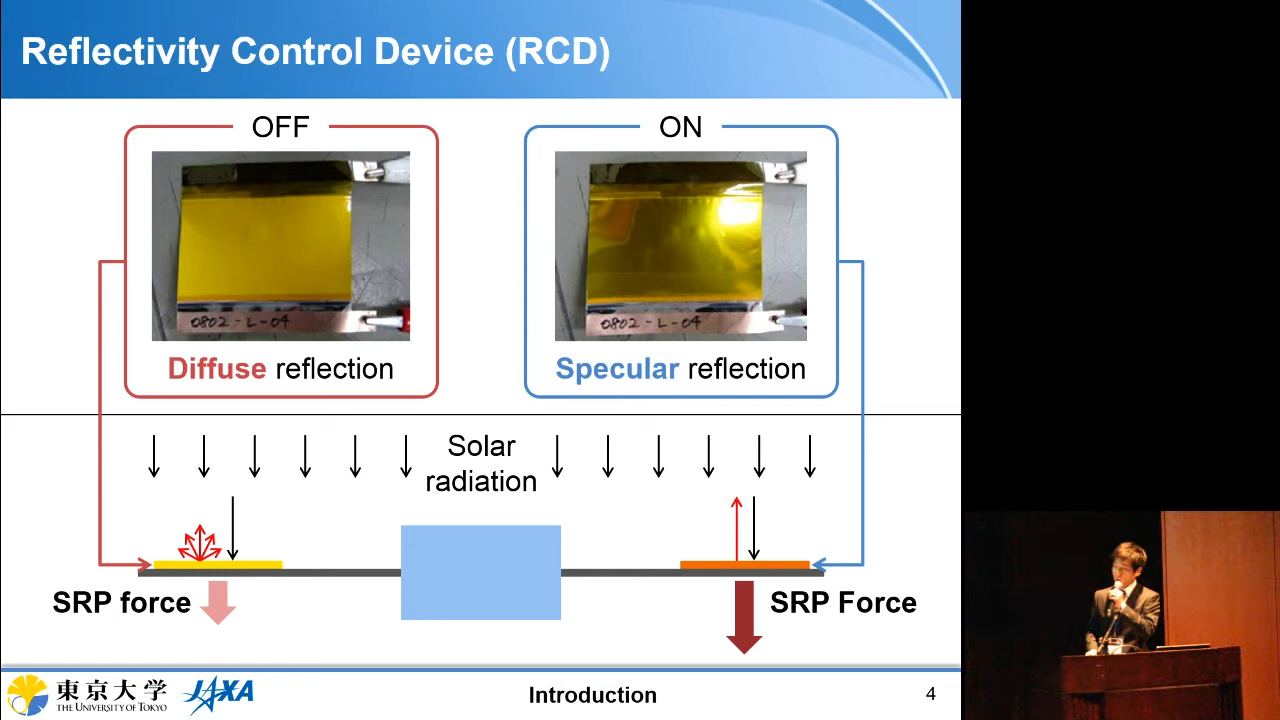 Reflectivity Control Device (RCD)
OFF
ON
0802-L-04
0802-L-04
Diffuse reflection
Specular reflection
Solar
radiation
SRP force
SRP Force
東京大学
THE UNIVERSITY OF TOKYO
JAXA
Introduction
4